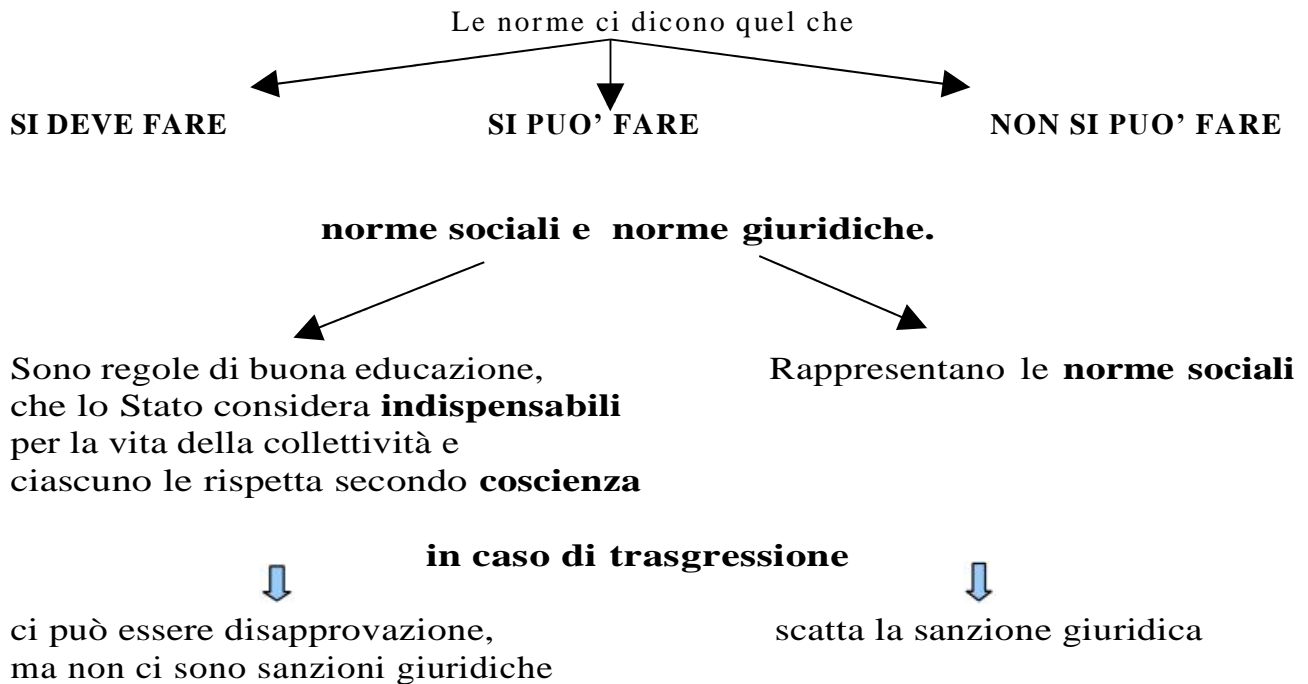 Le norme ci dicono quel che
SI DEVE FARE
SI PUO’ FARE
NON SI PUO’ FARE
norme sociali e norme giuridiche.
Sono regole di buona educazione,
che lo Stato considera indispensabili
per la vita della collettività e
ciascuno le rispetta secondo coscienza
Rappresentano le norme sociali
in caso di trasgressione
ci può essere disapprovazione,
ma non ci sono sanzioni giuridiche
scatta la sanzione giuridica